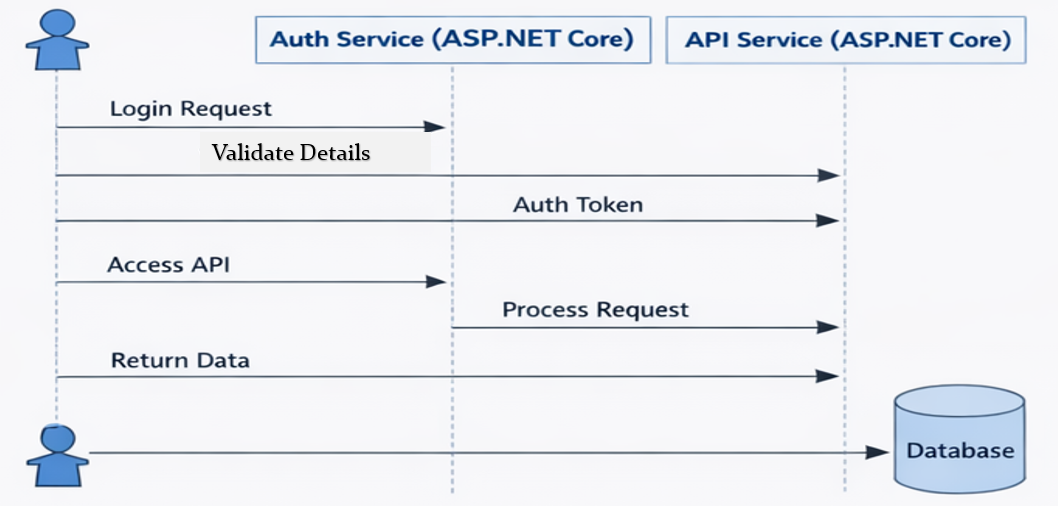 Auth Service (ASP.NET Core)
API Service (ASP.NET Core)
Login Request
Validate Details
Auth Token
Access API
Process Request
Return Data
Database